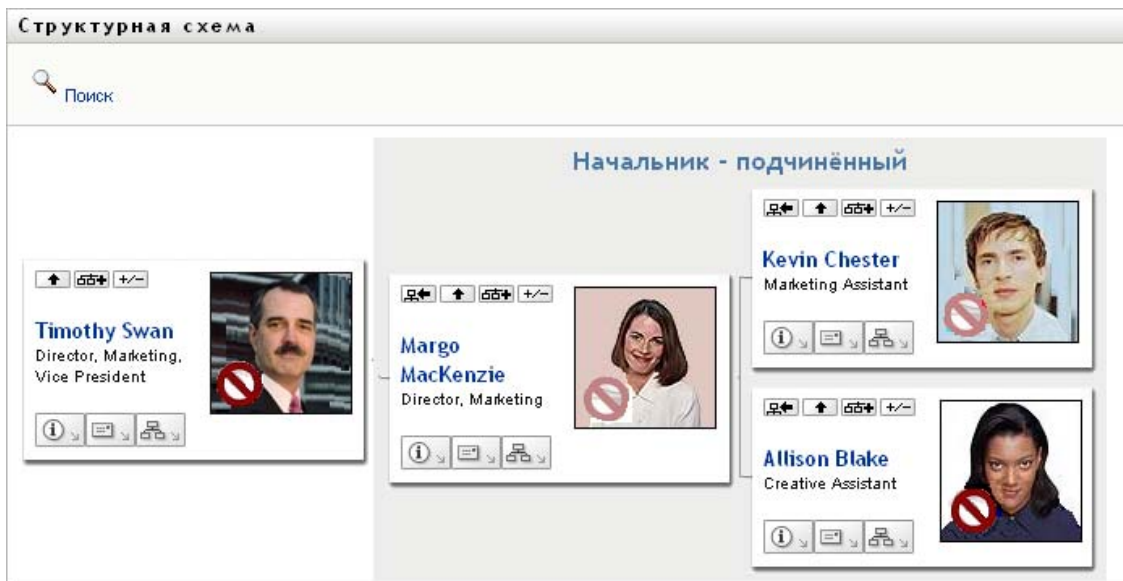 Структурная схема
Поиск
Начальник - подчинённый
Timothy Swan
Director, Marketing,
Vice President
Margo
MacKenzie
Director, Marketing
+/−
Kevin Chester
Marketing Assistant
+/−
Allison Blake
Creative Assistant
+/−
+/−